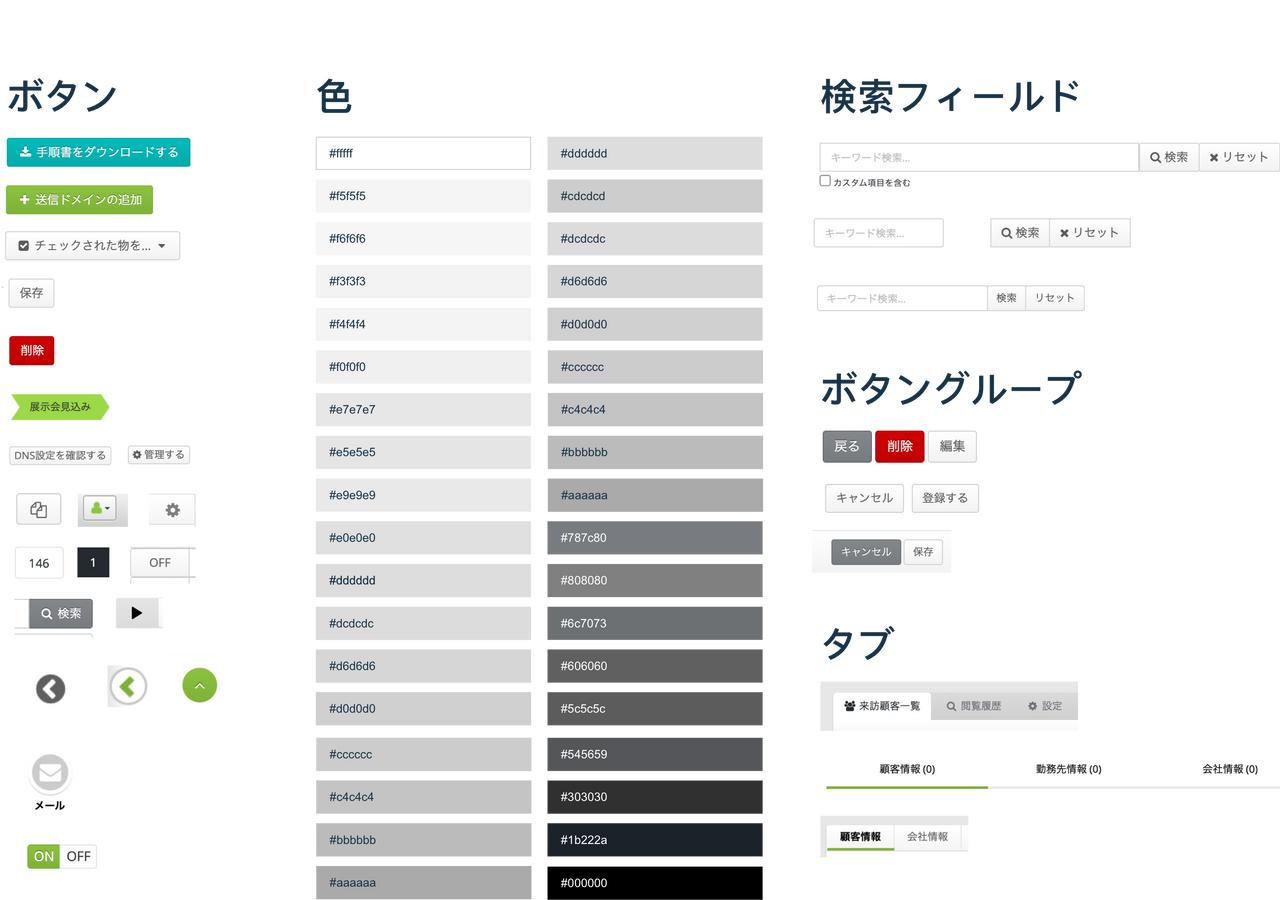 ボタン
手順書をダウンロードする
送信ドメインの追加
チェックされた物を...
保存
削除
展示会見込み
DNS設定を確認する
管理する
146
1
OFF
検索
メール
ON OFF
色
#fffff
#f5f5f5
#f6f6f6
#f3f3f3
#f4f4f4
#f0f0f0
#e7e7e7
#e5e5e5
#e9e9e9
#e0e0e0
#dddddd
#dcdcdc
#d6d6d6
#d0d0d0
#cccccc
#c4c4c4
#bbbbbb
#aaaaaa
#dddddd
#cdcdcd
#dcdcdc
#d6d6d6
#d0d0d0
#cccccc
#c4c4c4
#bbbbbb
#aaaaaa
#787c80
#808080
#6c7073
#606060
#5c5c5c
#545659
#303030
#1b222a
#000000
検索フィールド
キーワード検索...
検索
リセット
カスタム項目を含む
キーワード検索...
検索
リセット
キーワード検索...
検索
リセット
ボタングループ
戻る
削除
編集
キャンセル
登録する
キャンセル
保存
タブ
来訪顧客一覧
閲覧履歴
設定
顧客情報 (0)
勤務先情報 (0)
会社情報 (0)
顧客情報
会社情報